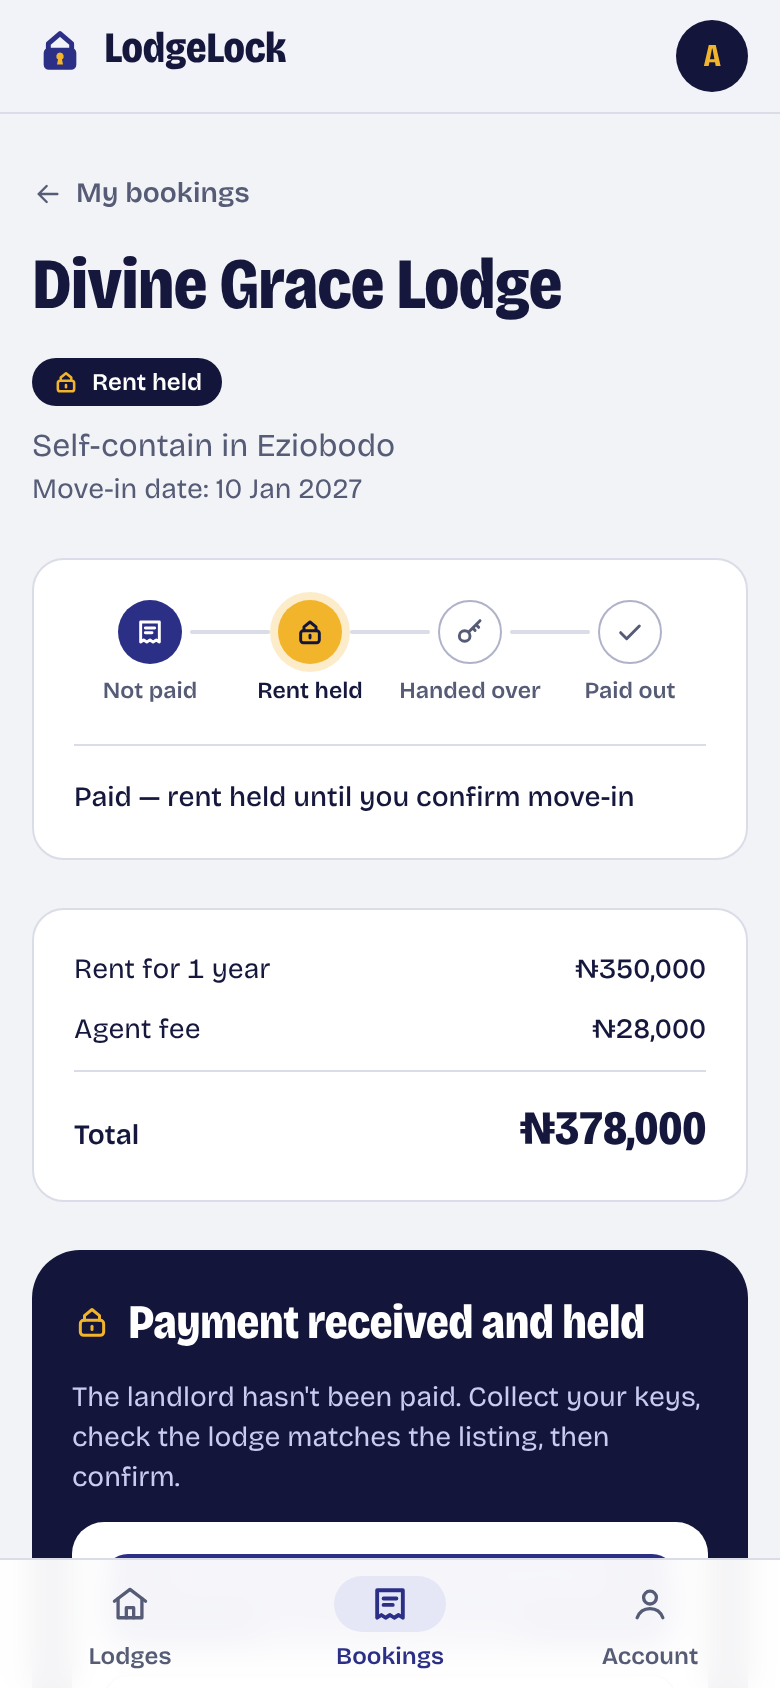 LodgeLock
A
My bookings
Divine Grace Lodge
Rent held
Self-contain in Eziobodo
Move-in date: 10 Jan 2027
Not paid
Rent held
Handed over
Paid out
Paid — rent held until you confirm move-in
Rent for 1 year ₦350,000
Agent fee ₦28,000
Total ₦378,000
Payment received and held
The landlord hasn't been paid. Collect your keys,
check the lodge matches the listing, then
confirm.
Lodges
Bookings
Account